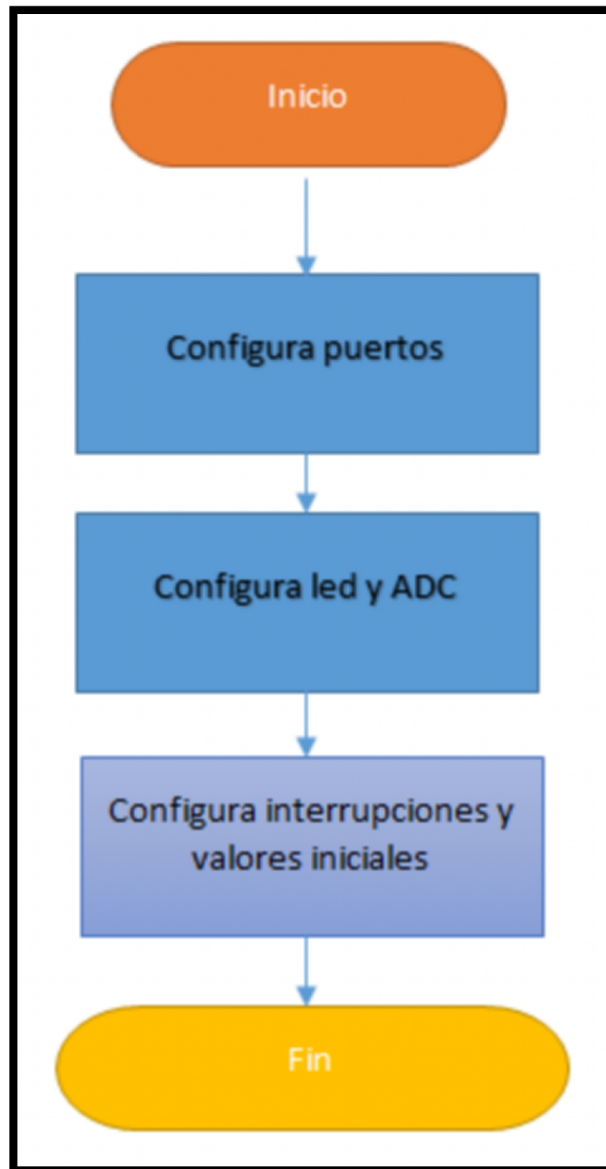 Inicio
Configura puertos
Configura led y ADC
Configura interrupciones y
valores iniciales
Fin